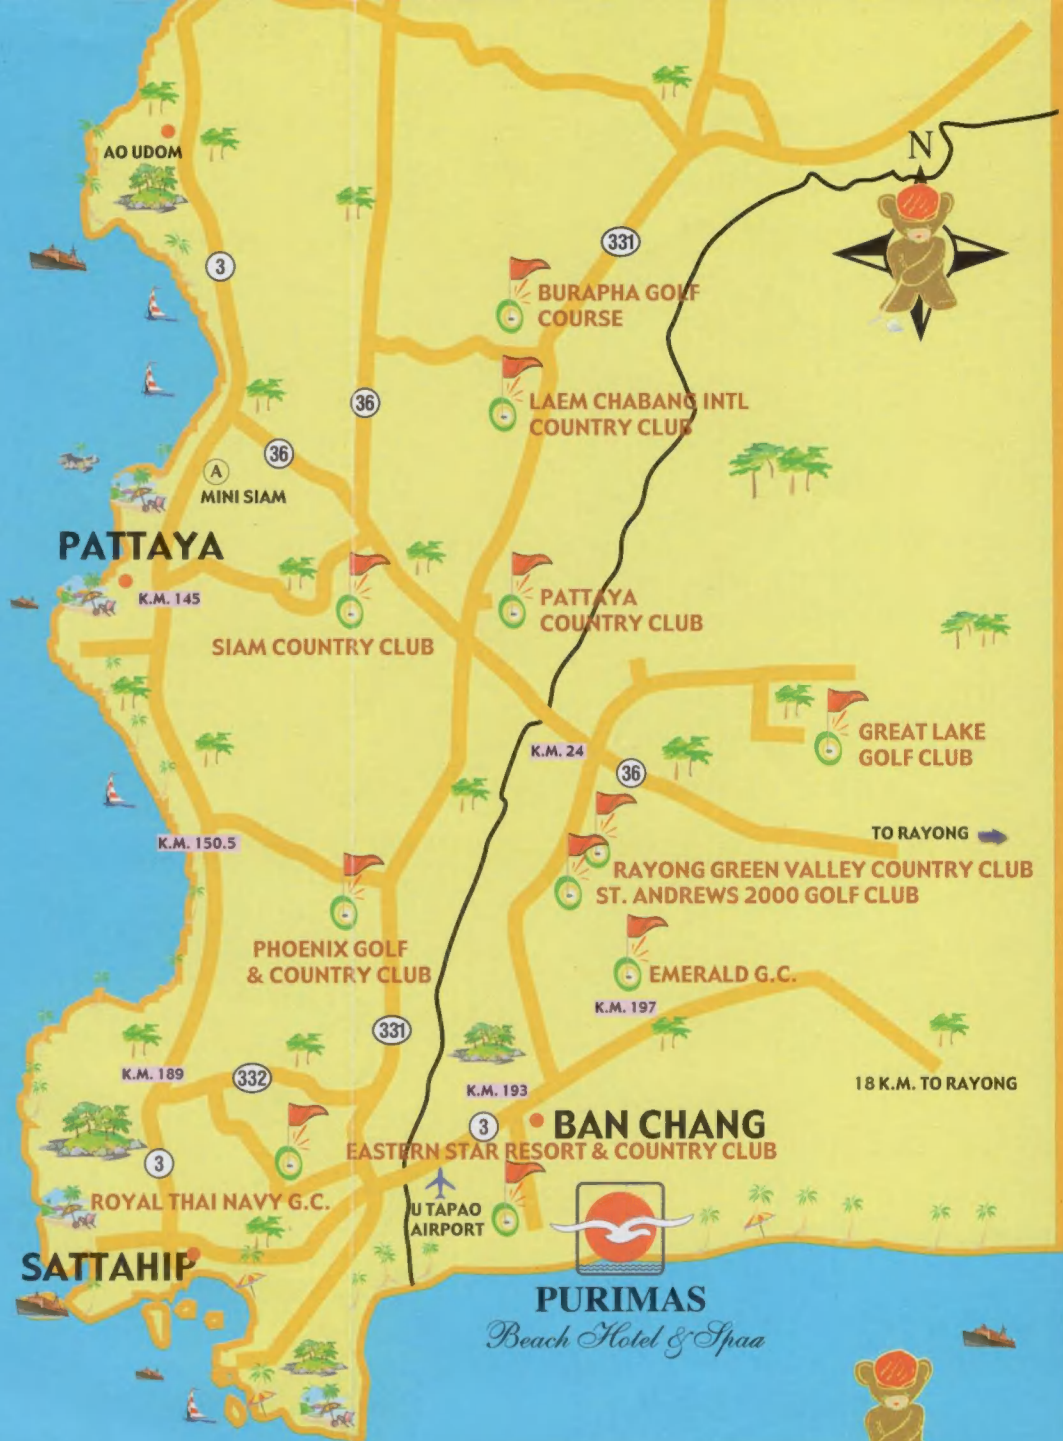 AO UDOM
N
331
3
BURAPHA GOLF
COURSE
LAEM CHABANG INTL
COUNTRY CLUB
36
36
A
MINI SIAM
PATTAYA
K.M. 145
PATTAYA
COUNTRY CLUB
SIAM COUNTRY CLUB
GREAT LAKE
GOLF CLUB
K.M. 24
36
TO RAYONG
K.M. 150.5
RAYONG GREEN VALLEY COUNTRY CLUB
ST. ANDREWS 2000 GOLF CLUB
PHOENIX GOLF
& COUNTRY CLUB
EMERALD G.C.
K.M. 197
331
K.M. 189
332
K.M. 193
18 K.M. TO RAYONG
3
BAN CHANG
EASTERN STAR RESORT & COUNTRY CLUB
3
ROYAL THAI NAVY G.C.
U TAPAO
AIRPORT
SATTAHIP
PURIMAS
Beach Hotel & Spaa